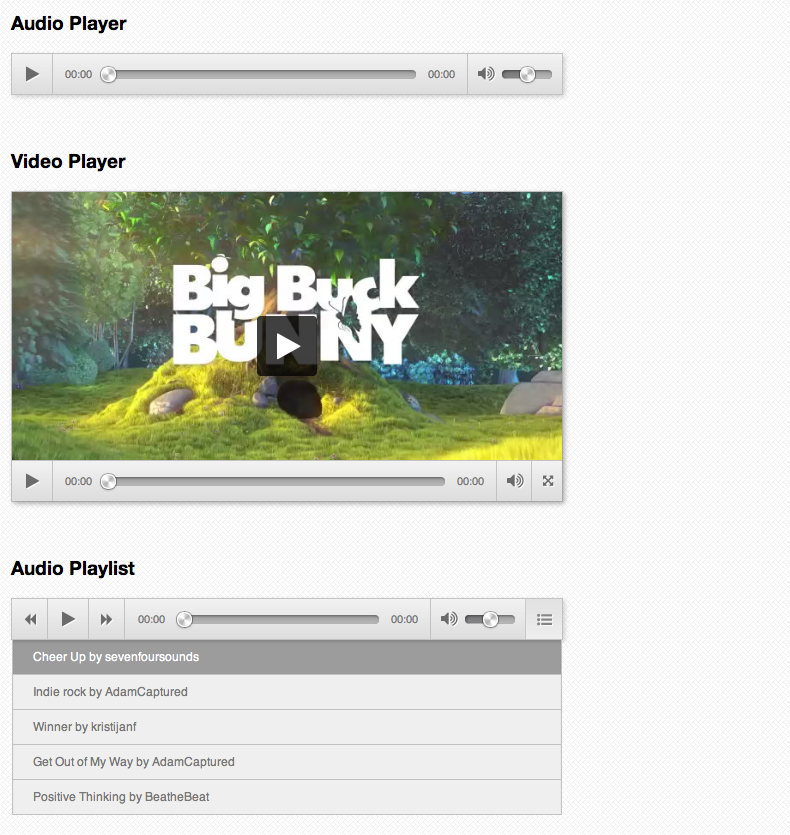 Audio Player
00:00 00:00
Video Player
Big Buck
BUNNY
00:00 00:00
Audio Playlist
00:00 00:00
Cheer Up by sevenfoursounds
Indie rock by AdamCaptured
Winner by kristijanf
Get Out of My Way by AdamCaptured
Positive Thinking by BeatheBeat